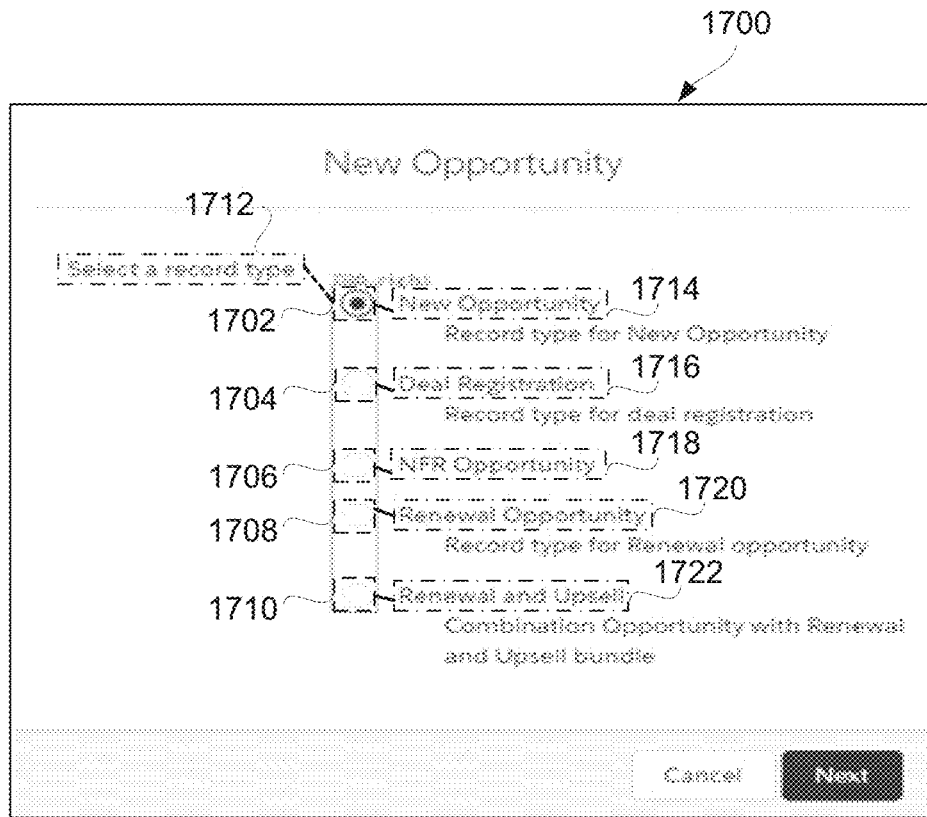 1700
New Opportunity
1712
Select a record type
1702
New Opportunity
1714
Record type for New Opportunity
1704
Deal Registration
1716
Record type for deal registration
1706
NFR Opportunity
1718
1708
Renewal Opportunity
1720
Record type for Renewal opportunity
1710
Renewal and Upsell
1722
Combination Opportunity with Renewal
and Upsell bundle
Cancel
Next